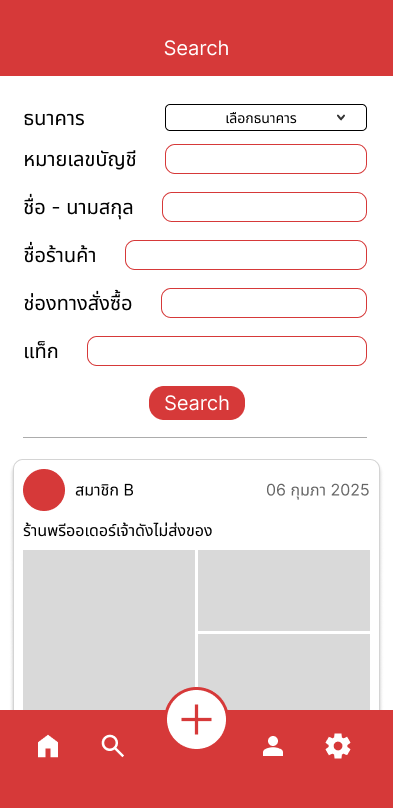 Search
ธนาคาร
เลือกธนาคาร
หมายเลขบัญชี
ชื่อ - นามสกุล
ชื่อร้านค้า
ช่องทางสั่งซื้อ
แท็ก
Search
สมาชิก B
06 กุมภา 2025
ร้านพรีออเดอร์เจ้าดังไม่ส่งของ